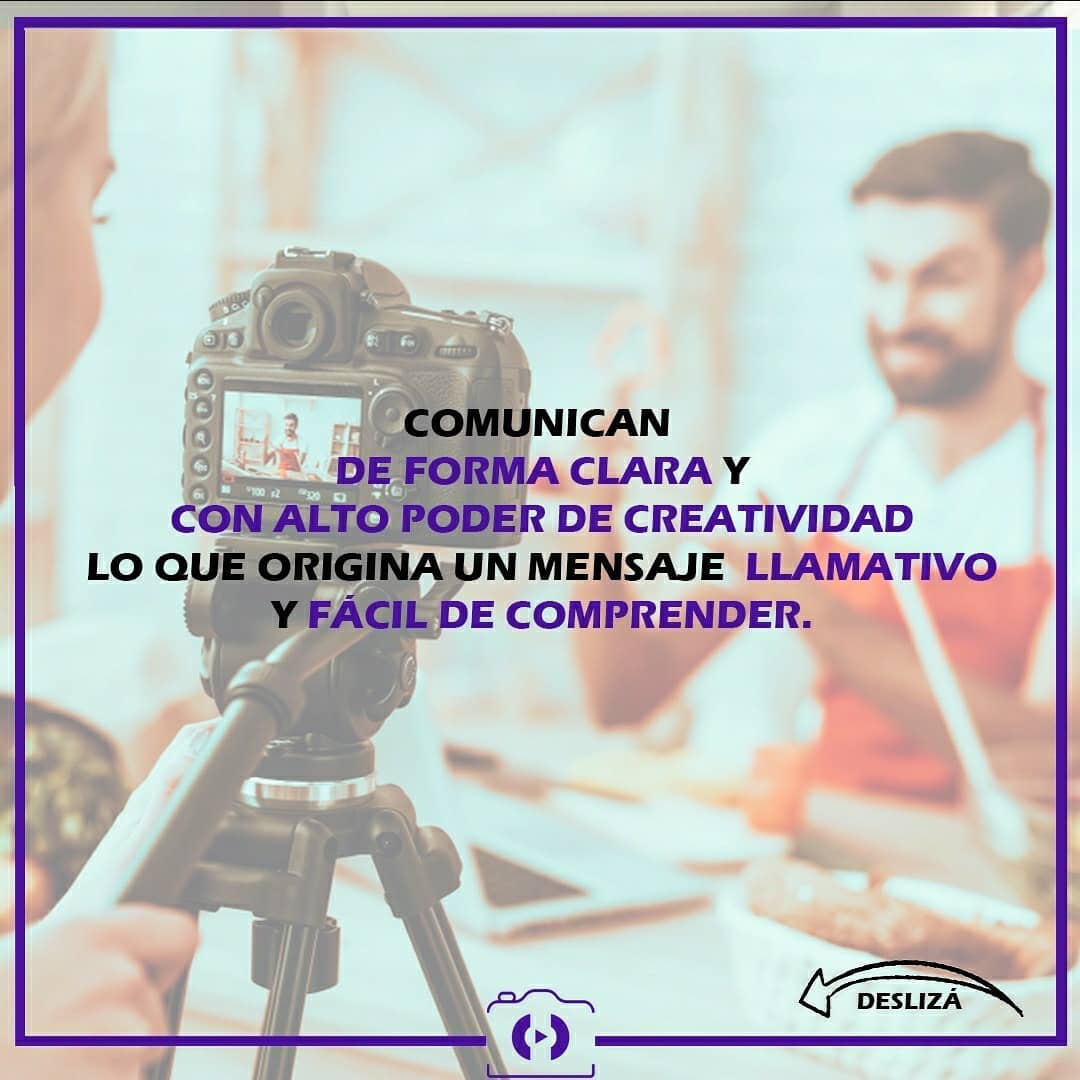 COMUNICAN
DE FORMA CLARA Y
CON ALTO PODER DE CREATIVIDAD
LO QUE ORIGINA UN MENSAJE LLAMATIVO
Y FÁCIL DE COMPRENDER.
DESLIZÁ